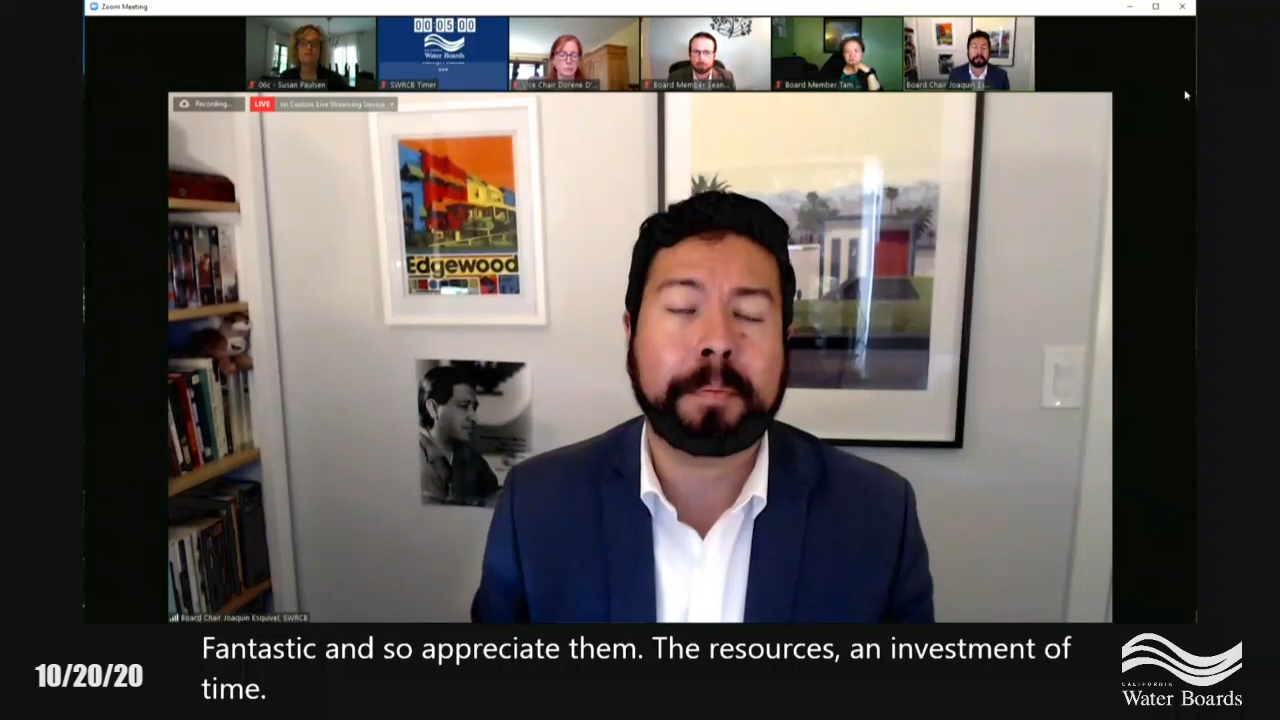 Zoom Meeting
06c - Susan Paulsen
00:05:00
CALIFORNIA
Water Boards
SWRCB Timer
Vice Chair Dorene D'...
Board Member Sean...
Board Member Tam ...
Board Chair Joaquin E...
Recording...
LIVE on Custom Live Streaming Service
Edgewood
Board Chair Joaquin Esquivel, SWRCB
Fantastic and so appreciate them. The resources, an investment of
time.
10/20/20
CALIFORNIA
Water Boards